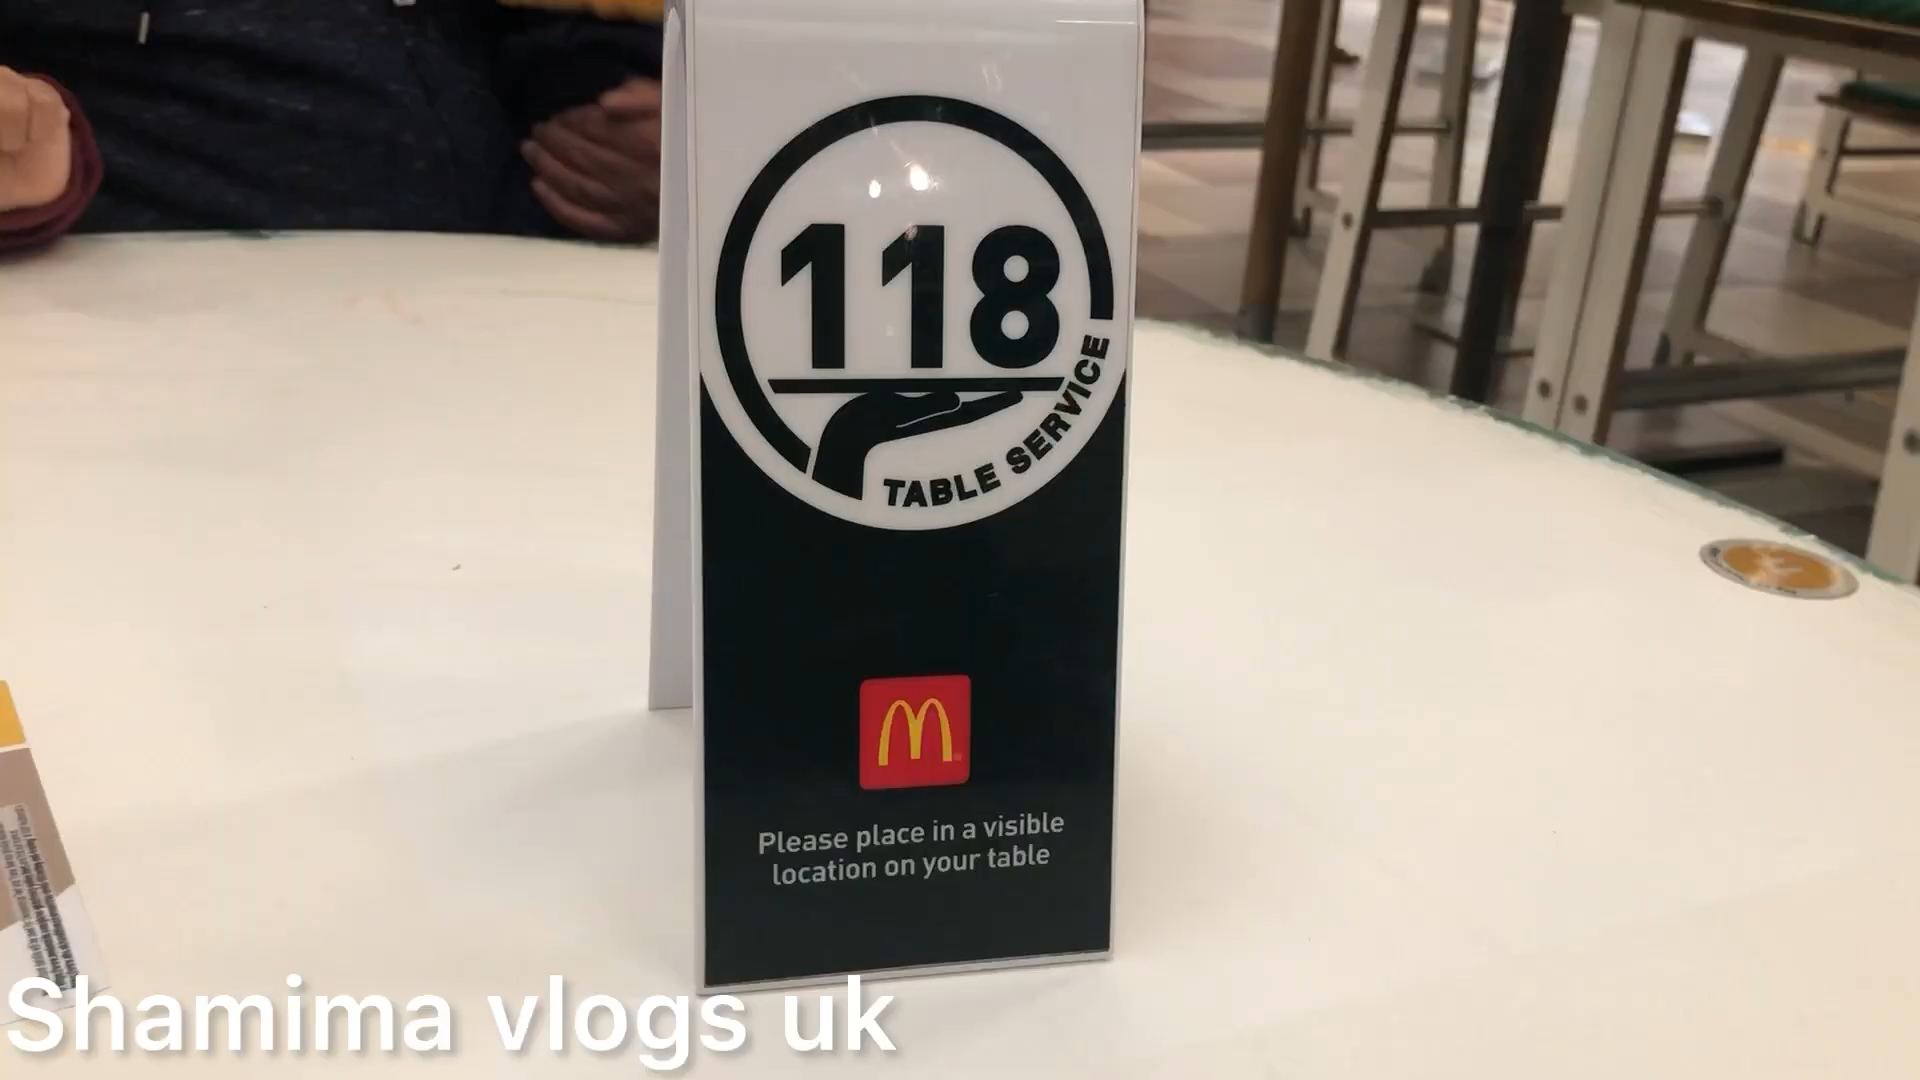 118
TABLE SERVICE
Please place in a visible
location on your table
Shamima vlogs uk